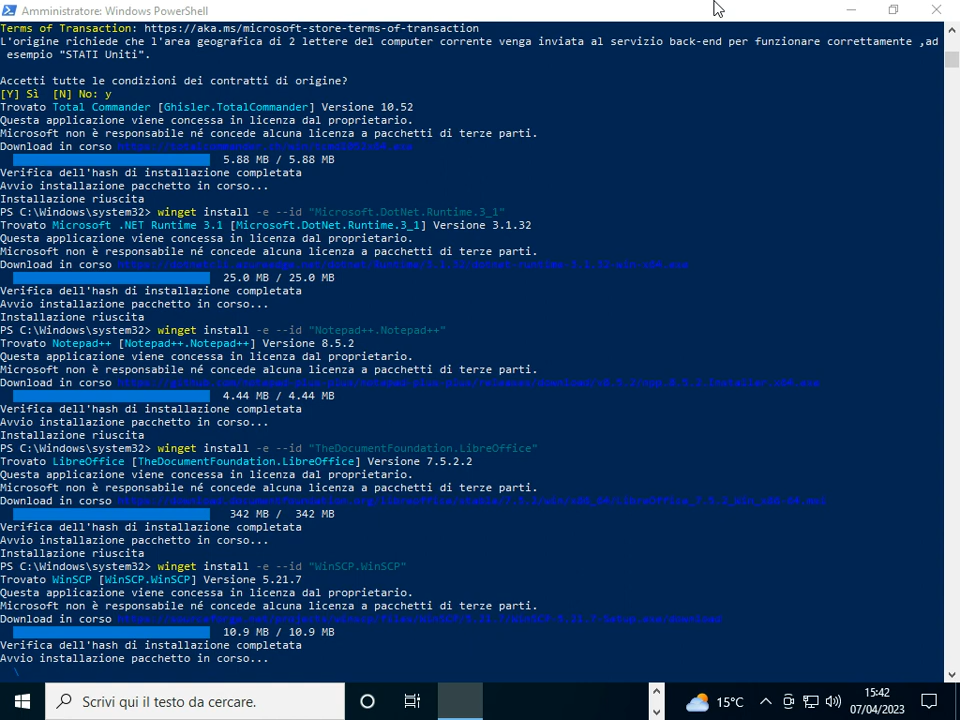 Amministratore: Windows PowerShell
Terms of Transaction: https://aka.ms/microsoft-store-terms-of-transaction
L'origine richiede che l'area geografica di 2 lettere del computer corrente venga inviata al servizio back-end per funzionare correttamente ,ad
esempio "STATI Uniti".
Accetti tutte le condizioni dei contratti di origine?
[Y] Sì  [N] No: y
Trovato Total Commander [Ghisler.TotalCommander] Versione 10.52
Questa applicazione viene concessa in licenza dal proprietario.
Microsoft non è responsabile né concede alcuna licenza a pacchetti di terze parti.
Download in corso
5.88 MB / 5.88 MB
Verifica dell'hash di installazione completata
Avvio installazione pacchetto in corso...
Installazione riuscita
PS C:\Windows\system32> winget install -e --id "Microsoft.DotNet.Runtime.3_1"
Trovato Microsoft .NET Runtime 3.1 [Microsoft.DotNet.Runtime.3_1] Versione 3.1.32
Questa applicazione viene concessa in licenza dal proprietario.
Microsoft non è responsabile né concede alcuna licenza a pacchetti di terze parti.
Download in corso
25.0 MB / 25.0 MB
Verifica dell'hash di installazione completata
Avvio installazione pacchetto in corso...
Installazione riuscita
PS C:\Windows\system32> winget install -e --id "Notepad++.Notepad++"
Trovato Notepad++ [Notepad++.Notepad++] Versione 8.5.2
Questa applicazione viene concessa in licenza dal proprietario.
Microsoft non è responsabile né concede alcuna licenza a pacchetti di terze parti.
Download in corso
4.44 MB / 4.44 MB
Verifica dell'hash di installazione completata
Avvio installazione pacchetto in corso...
Installazione riuscita
PS C:\Windows\system32> winget install -e --id "TheDocumentFoundation.LibreOffice"
Trovato LibreOffice [TheDocumentFoundation.LibreOffice] Versione 7.5.2.2
Questa applicazione viene concessa in licenza dal proprietario.
Microsoft non è responsabile né concede alcuna licenza a pacchetti di terze parti.
Download in corso
342 MB /  342 MB
Verifica dell'hash di installazione completata
Avvio installazione pacchetto in corso...
Installazione riuscita
PS C:\Windows\system32> winget install -e --id "WinSCP.WinSCP"
Trovato WinSCP [WinSCP.WinSCP] Versione 5.21.7
Questa applicazione viene concessa in licenza dal proprietario.
Microsoft non è responsabile né concede alcuna licenza a pacchetti di terze parti.
Download in corso
10.9 MB / 10.9 MB
Verifica dell'hash di installazione completata
Avvio installazione pacchetto in corso...
\
Scrivi qui il testo da cercare.
15°C
15:42
07/04/2023